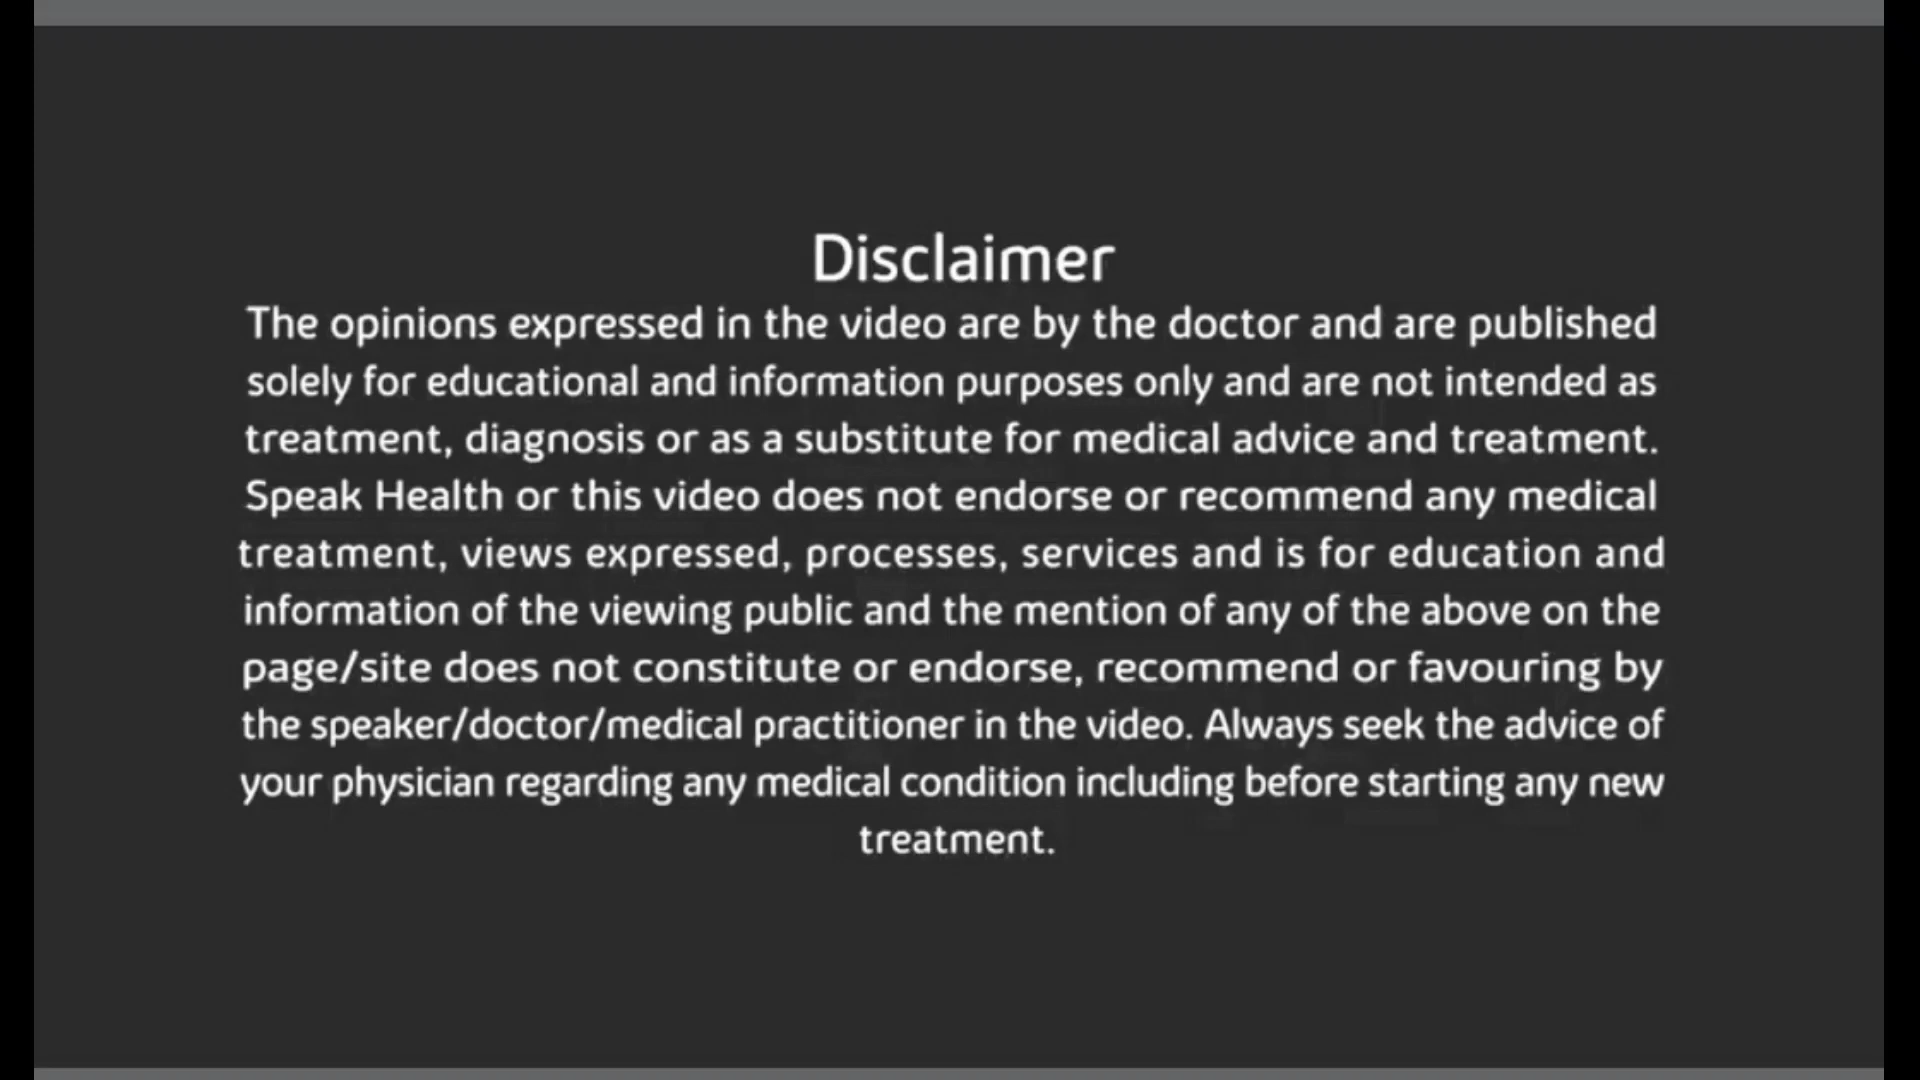 Disclaimer
The opinions expressed in the video are by the doctor and are published
solely for educational and information purposes only and are not intended as
treatment, diagnosis or as a substitute for medical advice and treatment.
Speak Health or this video does not endorse or recommend any medical
treatment, views expressed, processes, services and is for education and
information of the viewing public and the mention of any of the above on the
page/site does not constitute or endorse, recommend or favouring by
the speaker/doctor/medical practitioner in the video. Always seek the advice of
your physician regarding any medical condition including before starting any new
treatment.